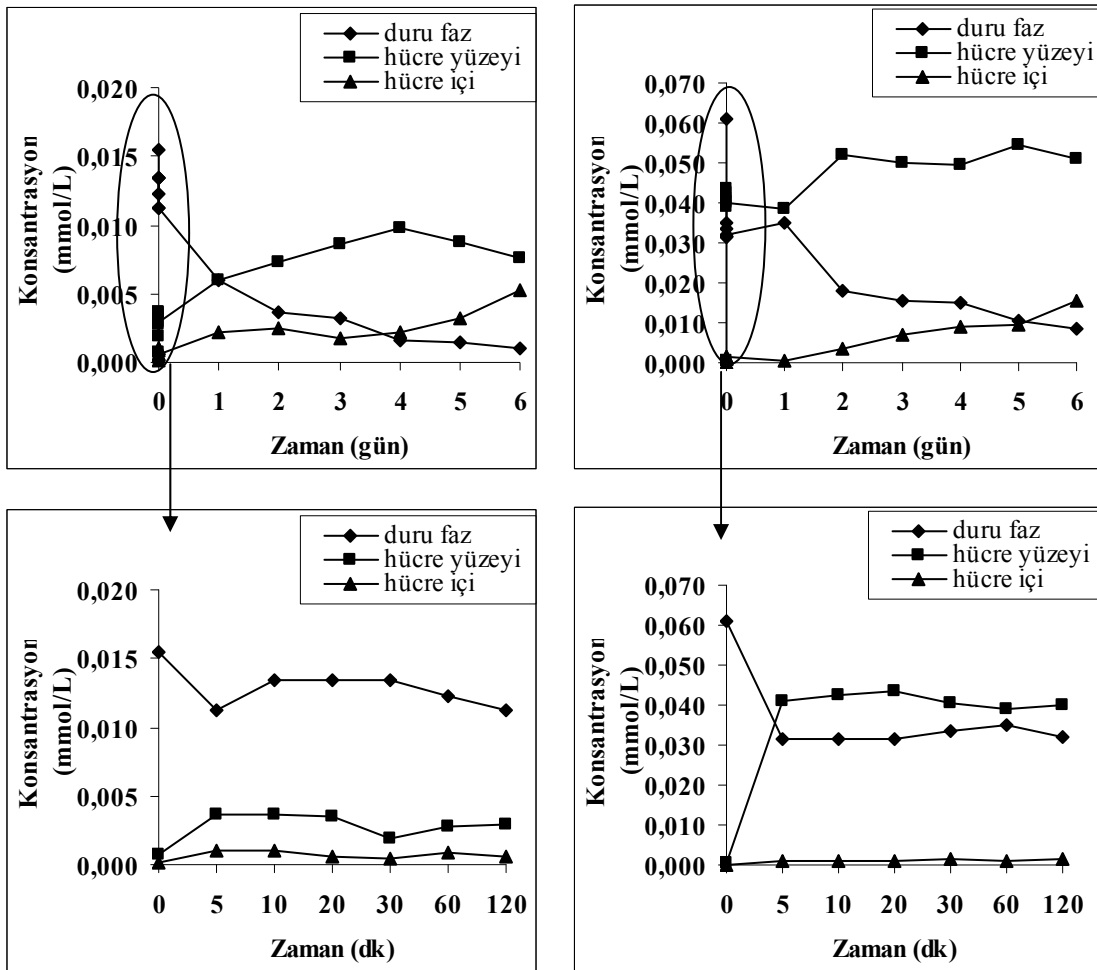 duru faz
hücre yüzeyi
hücre içi
Konsantrasyon
(mmol/L)
0,020
0,015
0,010
0,005
0,000
0 1 2 3 4 5 6
Zaman (gün)
duru faz
hücre yüzeyi
hücre içi
Konsantrasyon
(mmol/L)
0,070
0,060
0,050
0,040
0,030
0,020
0,010
0,000
0 1 2 3 4 5 6
Zaman (gün)
duru faz
hücre yüzeyi
hücre içi
Konsantrasyon
(mmol/L)
0,020
0,015
0,010
0,005
0,000
0 5 10 20 30 60 120
Zaman (dk)
duru faz
hücre yüzeyi
hücre içi
Konsantrasyon
(mmol/L)
0,070
0,060
0,050
0,040
0,030
0,020
0,010
0,000
0 5 10 20 30 60 120
Zaman (dk)